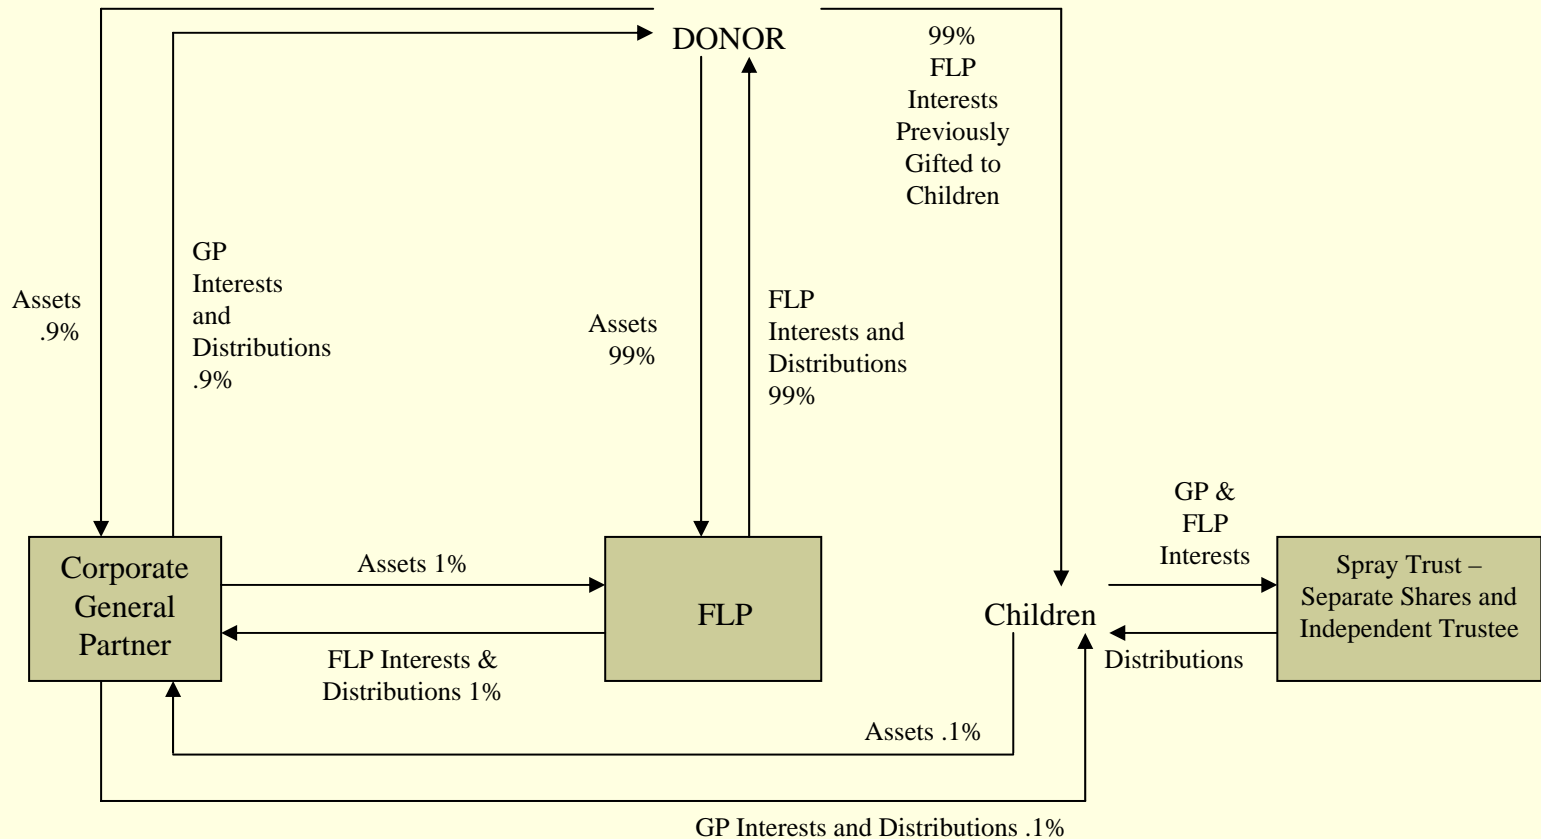 DONOR
99%
FLP
Interests
Previously
Gifted to
Children
GP
Interests
and
Distributions
.9%
Assets
.9%
Assets
99%
FLP
Interests and
Distributions
99%
GP &
FLP
Interests
Corporate
General
Partner
Assets 1%
FLP
Children
Spray Trust –
Separate Shares and
Independent Trustee
FLP Interests &
Distributions 1%
Distributions
Assets .1%
GP Interests and Distributions .1%